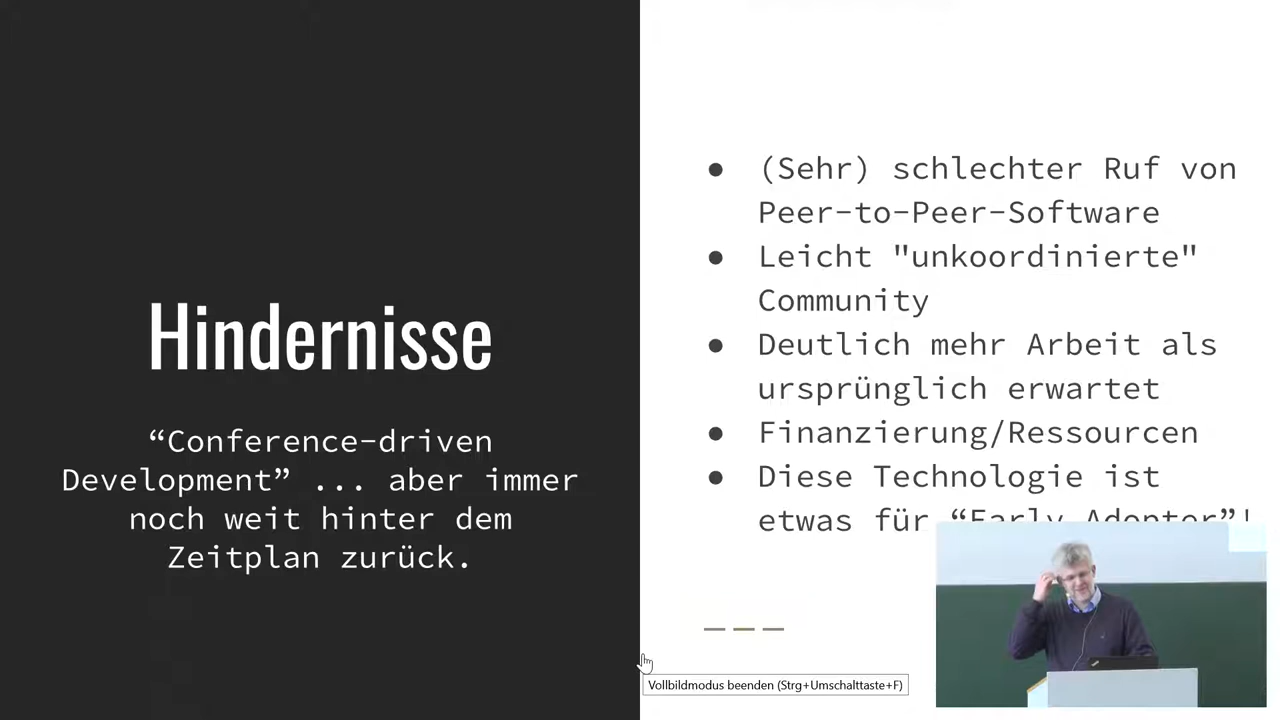 Hindernisse
“Conference-driven
Development” ... aber immer
noch weit hinter dem
Zeitplan zurück.
● (Sehr) schlechter Ruf von
Peer-to-Peer-Software
● Leicht "unkoordinierte"
Community
● Deutlich mehr Arbeit als
ursprünglich erwartet
● Finanzierung/Ressourcen
● Diese Technologie ist
etwas für “Early Adopter”!
Vollbildmodus beenden (Strg+Umschalttaste+F)